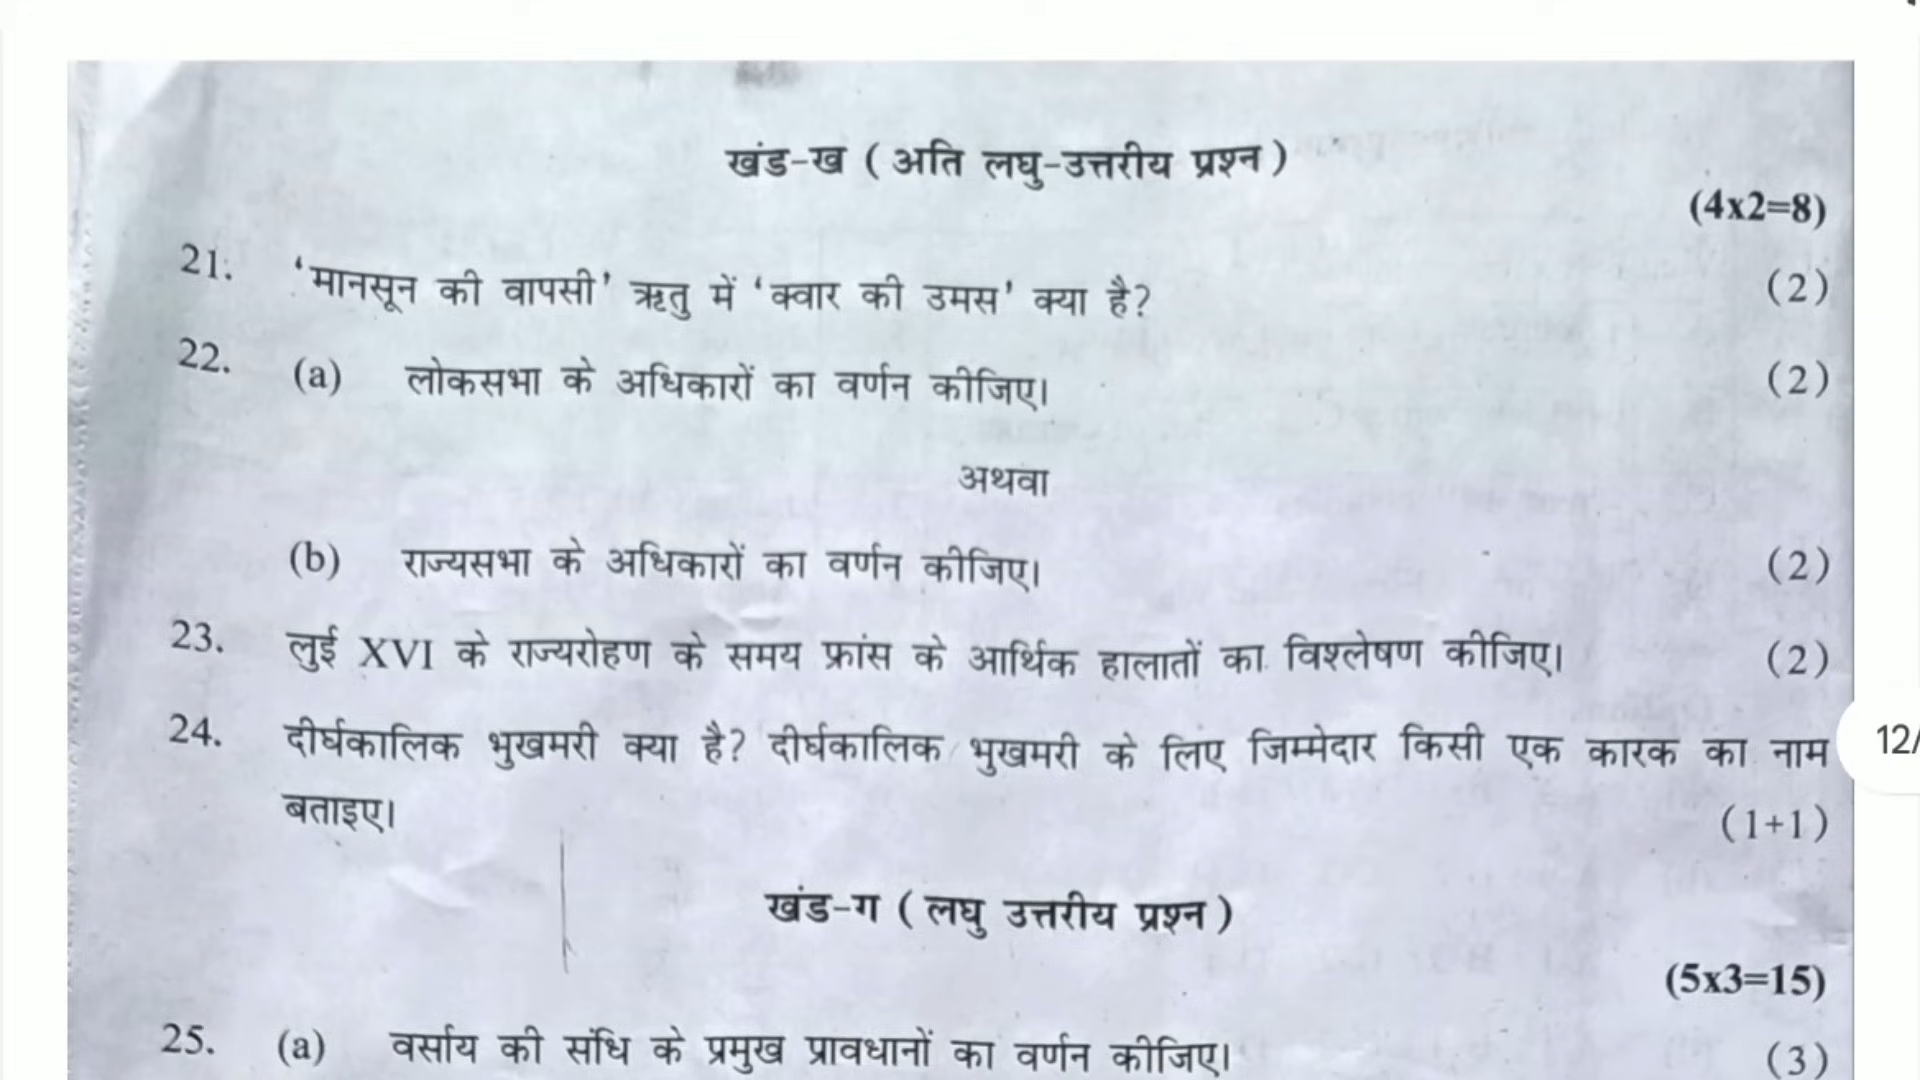 खंड-ख ( अति लघु-उत्तरीय प्रश्न )
(4x2=8)
21. 'मानसून की वापसी' ऋतु में 'क्वार की उमस' क्या है? (2)
22. (a) लोकसभा के अधिकारों का वर्णन कीजिए। (2)
अथवा
(b) राज्यसभा के अधिकारों का वर्णन कीजिए। (2)
23. लुई XVI के राज्यरोहण के समय फ्रांस के आर्थिक हालातों का विश्लेषण कीजिए। (2)
24. दीर्घकालिक भुखमरी क्या है? दीर्घकालिक भुखमरी के लिए जिम्मेदार किसी एक कारक का नाम
बताइए। (1+1)
12/
खंड-ग ( लघु उत्तरीय प्रश्न )
(5x3=15)
25. (a) वर्साय की संधि के प्रमुख प्रावधानों का वर्णन कीजिए। (3)